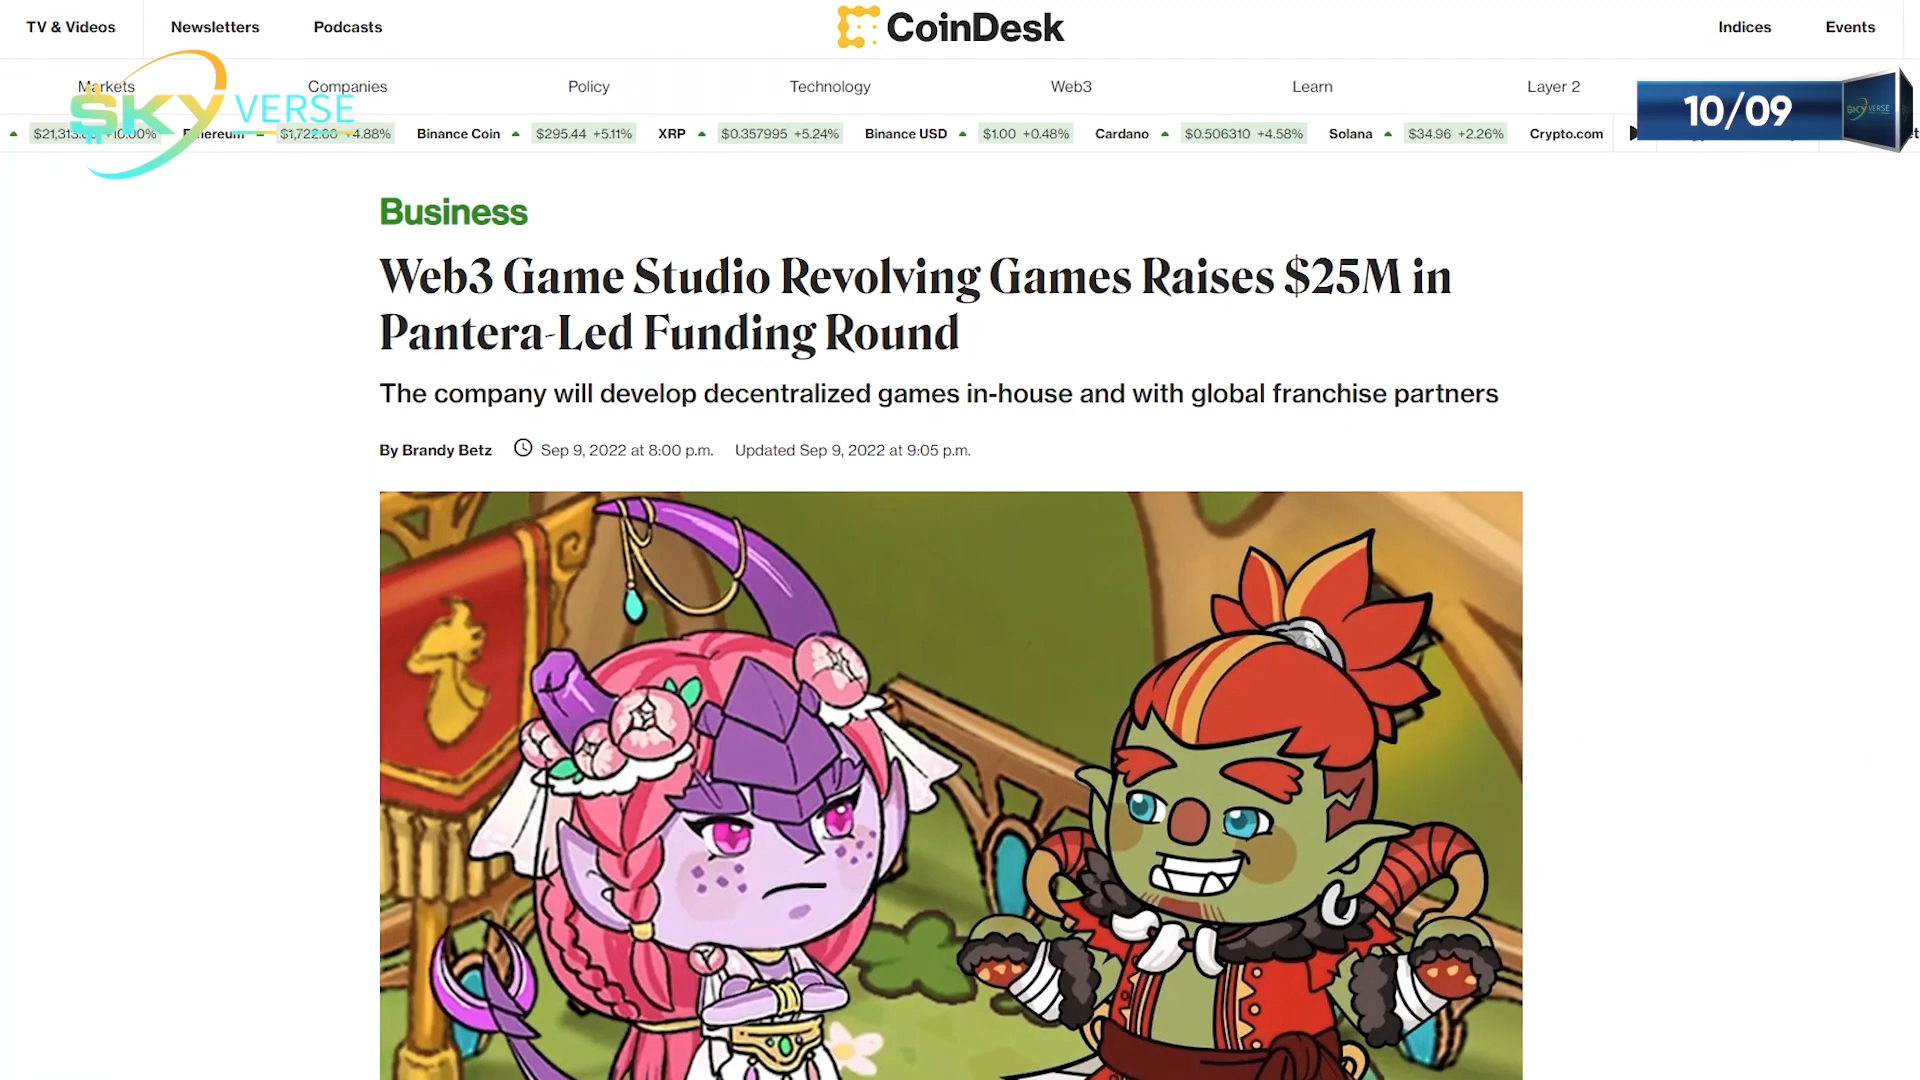 TV & Videos Newsletters Podcasts CoinDesk Indices Events
Markets Companies Policy Technology Web3 Learn Layer 2
$KYVERSE
10/09
SKYVERSE
Ethereum $1,722.66 +4.88% Binance Coin $295.44 +5.11% XRP $0.357995 +5.24% Binance USD $1.00 +0.48% Cardano $0.506310 +4.58% Solana $34.96 +2.26% Crypto.com
Business
Web3 Game Studio Revolving Games Raises $25M in
Pantera-Led Funding Round
The company will develop decentralized games in-house and with global franchise partners
By Brandy Betz Sep 9, 2022 at 8:00 p.m. Updated Sep 9, 2022 at 9:05 p.m.